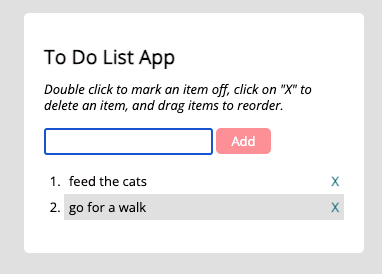 To Do List App
Double click to mark an item off, click on "X" to
delete an item, and drag items to reorder.
Add
1. feed the cats X
2. go for a walk X